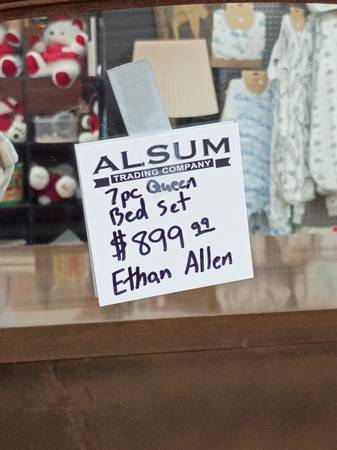 ALSUM
TRADING COMPANY
7pc Queen
Bed Set
$899.99
Ethan Allen